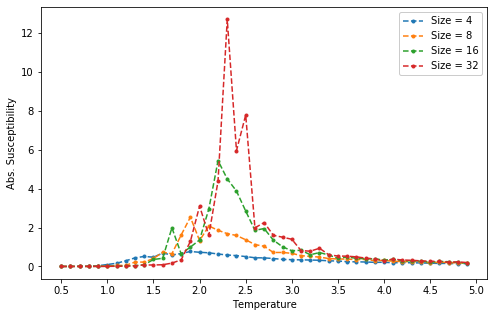 Size = 4
Size = 8
Size = 16
Size = 32
Abs. Susceptibility
12
10
8
6
4
2
0
0.5 1.0 1.5 2.0 2.5 3.0 3.5 4.0 4.5 5.0
Temperature